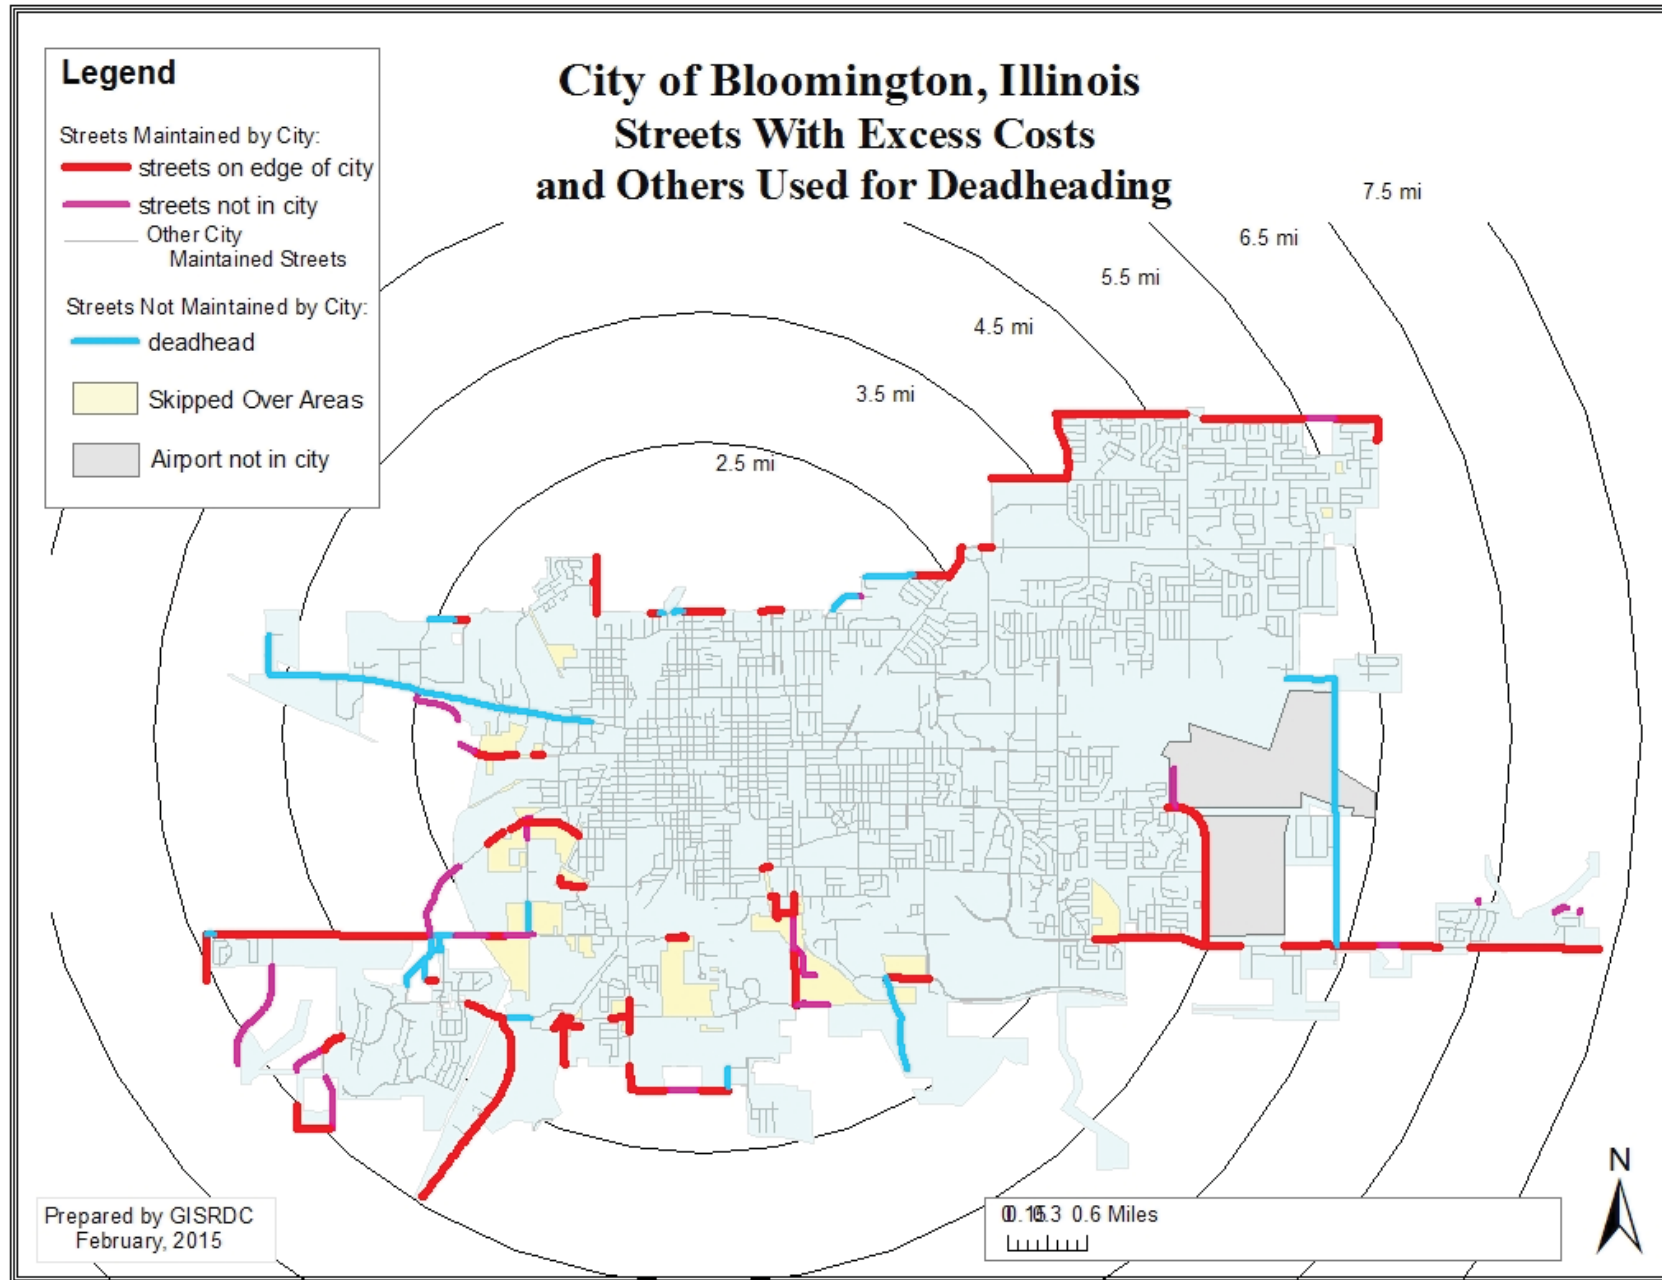 City of Bloomington, Illinois
Streets With Excess Costs
and Others Used for Deadheading
Legend
Streets Maintained by City:
streets on edge of city
streets not in city
Other City
Maintained Streets
Streets Not Maintained by City:
deadhead
Skipped Over Areas
Airport not in city
7.5 mi
6.5 mi
5.5 mi
4.5 mi
3.5 mi
2.5 mi
Prepared by GISRDC
February, 2015
0.6 Miles
N